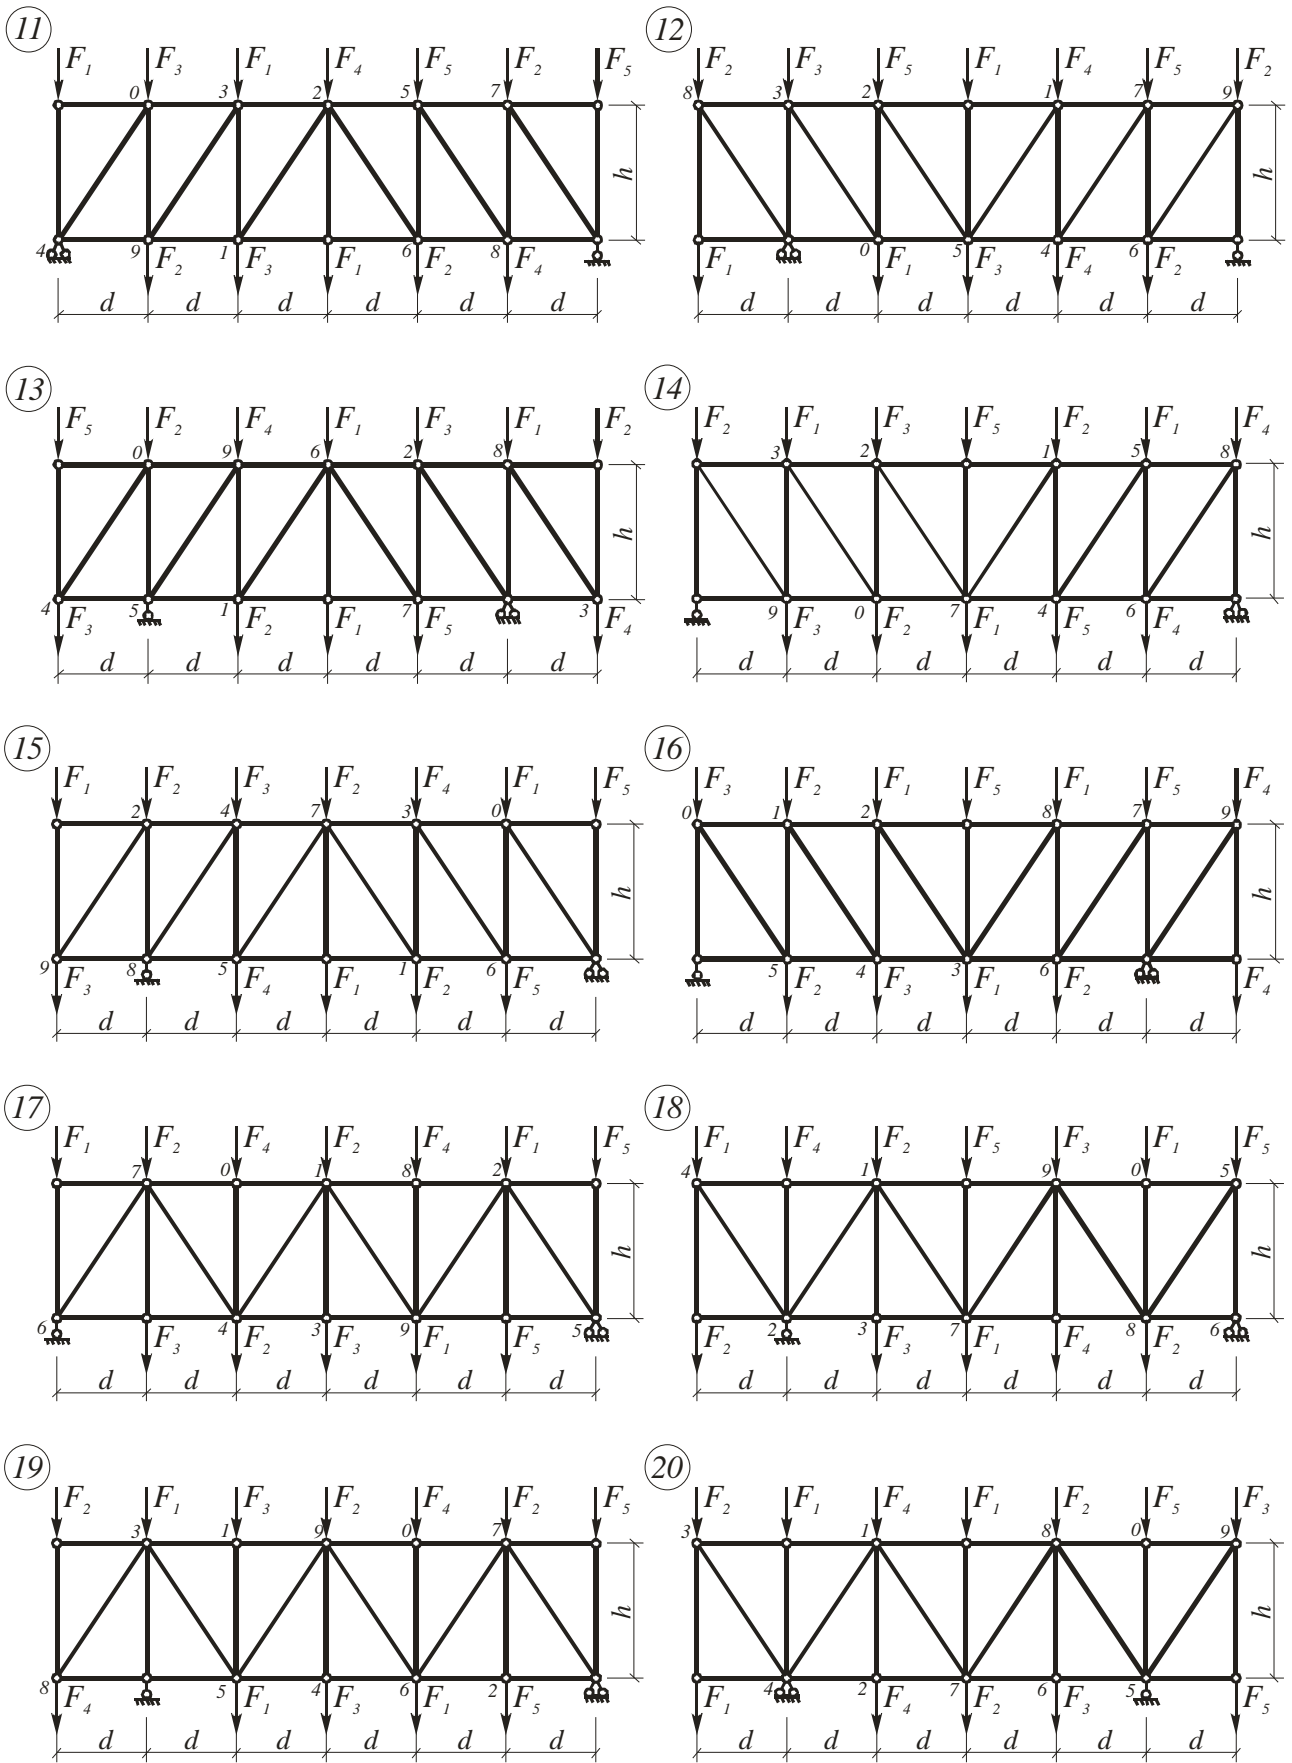 11 12
F1 F3 F1 F4 F5 F2 F5 F2 F3 F5 F1 F4 F5 F2
0 3 2 5 7 8 3 2 1 7 9
h h
4 9 1 6 8 0 5 4 6
F2 F3 F1 F2 F4 F1 F1 F3 F4 F2
d d d d d d d d d d d d
13 14
F5 F2 F4 F1 F3 F1 F2 F2 F1 F3 F5 F2 F1 F4
0 9 6 2 8 3 2 1 5 8
h h
4 5 1 7 3 9 0 7 4 6
F3 F2 F1 F5 F4 F3 F2 F1 F5 F4
d d d d d d d d d d d d
15 16
F1 F2 F3 F2 F4 F1 F5 F3 F2 F1 F5 F1 F5 F4
2 4 7 3 0 0 1 2 8 7 9
h h
9 8 5 1 6 5 4 3 6
F3 F4 F1 F2 F5 F2 F3 F1 F2 F4
d d d d d d d d d d d d
17 18
F1 F2 F4 F2 F4 F1 F5 F1 F4 F2 F5 F3 F1 F5
7 0 1 8 2 4 1 9 0 5
h h
6 4 3 9 5 2 3 7 8 6
F3 F2 F3 F1 F5 F2 F3 F1 F4 F2
d d d d d d d d d d d d
19 20
F2 F1 F3 F2 F4 F2 F5 F2 F1 F4 F1 F2 F5 F3
3 1 9 0 7 3 1 8 0 9
h h
8 5 4 6 2 4 2 7 6 5
F4 F1 F3 F1 F5 F1 F4 F2 F3 F5
d d d d d d d d d d d d